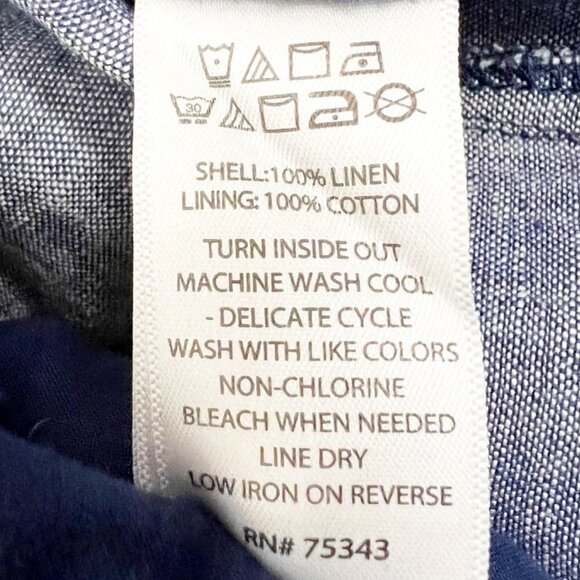 30
SHELL:100% LINEN
LINING: 100% COTTON
TURN INSIDE OUT
MACHINE WASH COOL
- DELICATE CYCLE
WASH WITH LIKE COLORS
NON-CHLORINE
BLEACH WHEN NEEDED
LINE DRY
LOW IRON ON REVERSE
RN# 75343